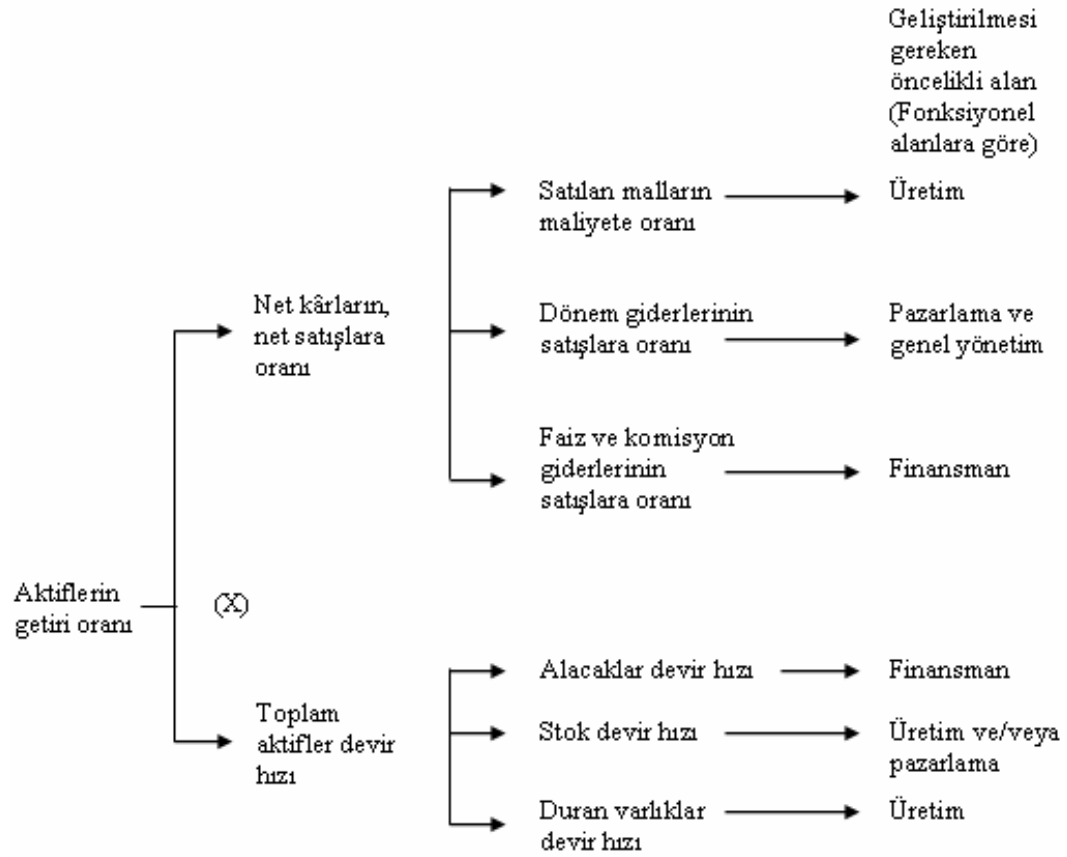 Geliştirilmesi
gereken
öncelikli alan
(Fonksiyonel
alanlara göre)
Satılan malların
maliyete oranı
Üretim
Net kârların,
net satışlara
oranı
Dönem giderlerinin
satışlara oranı
Pazarlama ve
genel yönetim
Faiz ve komisyon
giderlerinin
satışlara oranı
Finansman
Aktiflerin
getiri oranı
(X)
Toplam
aktifler devir
hızı
Alacaklar devir hızı
Finansman
Stok devir hızı
Üretim ve/veya
pazarlama
Duran varlıklar
devir hızı
Üretim